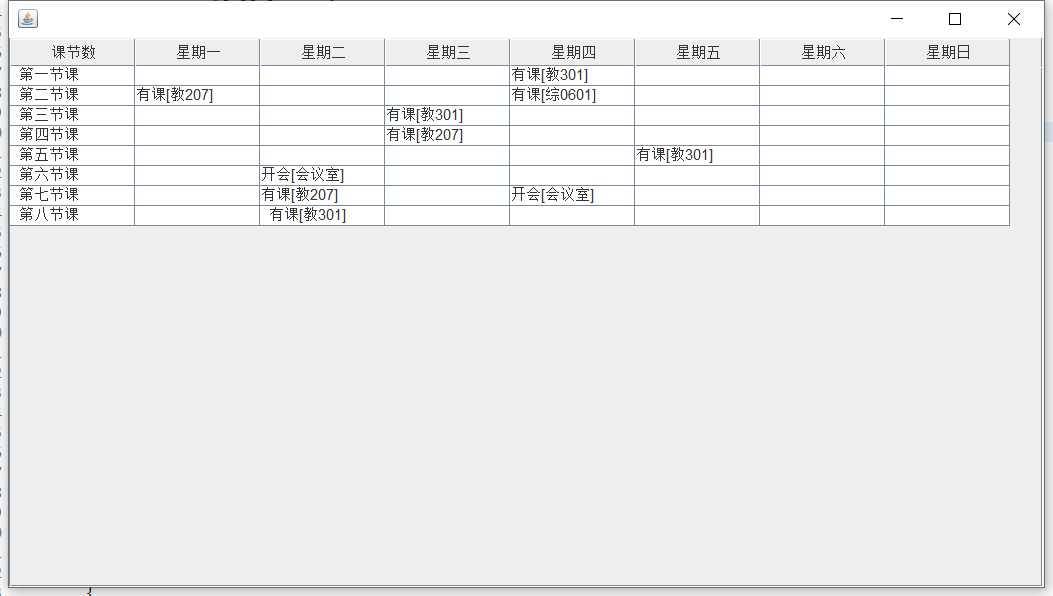 课节数 星期一 星期二 星期三 星期四 星期五 星期六 星期日
第一节课 有课[教301]
第二节课 有课[教207] 有课[综0601]
第三节课 有课[教301]
第四节课 有课[教207]
第五节课 有课[教301]
第六节课 开会[会议室]
第七节课 有课[教207] 开会[会议室]
第八节课 有课[教301]
{